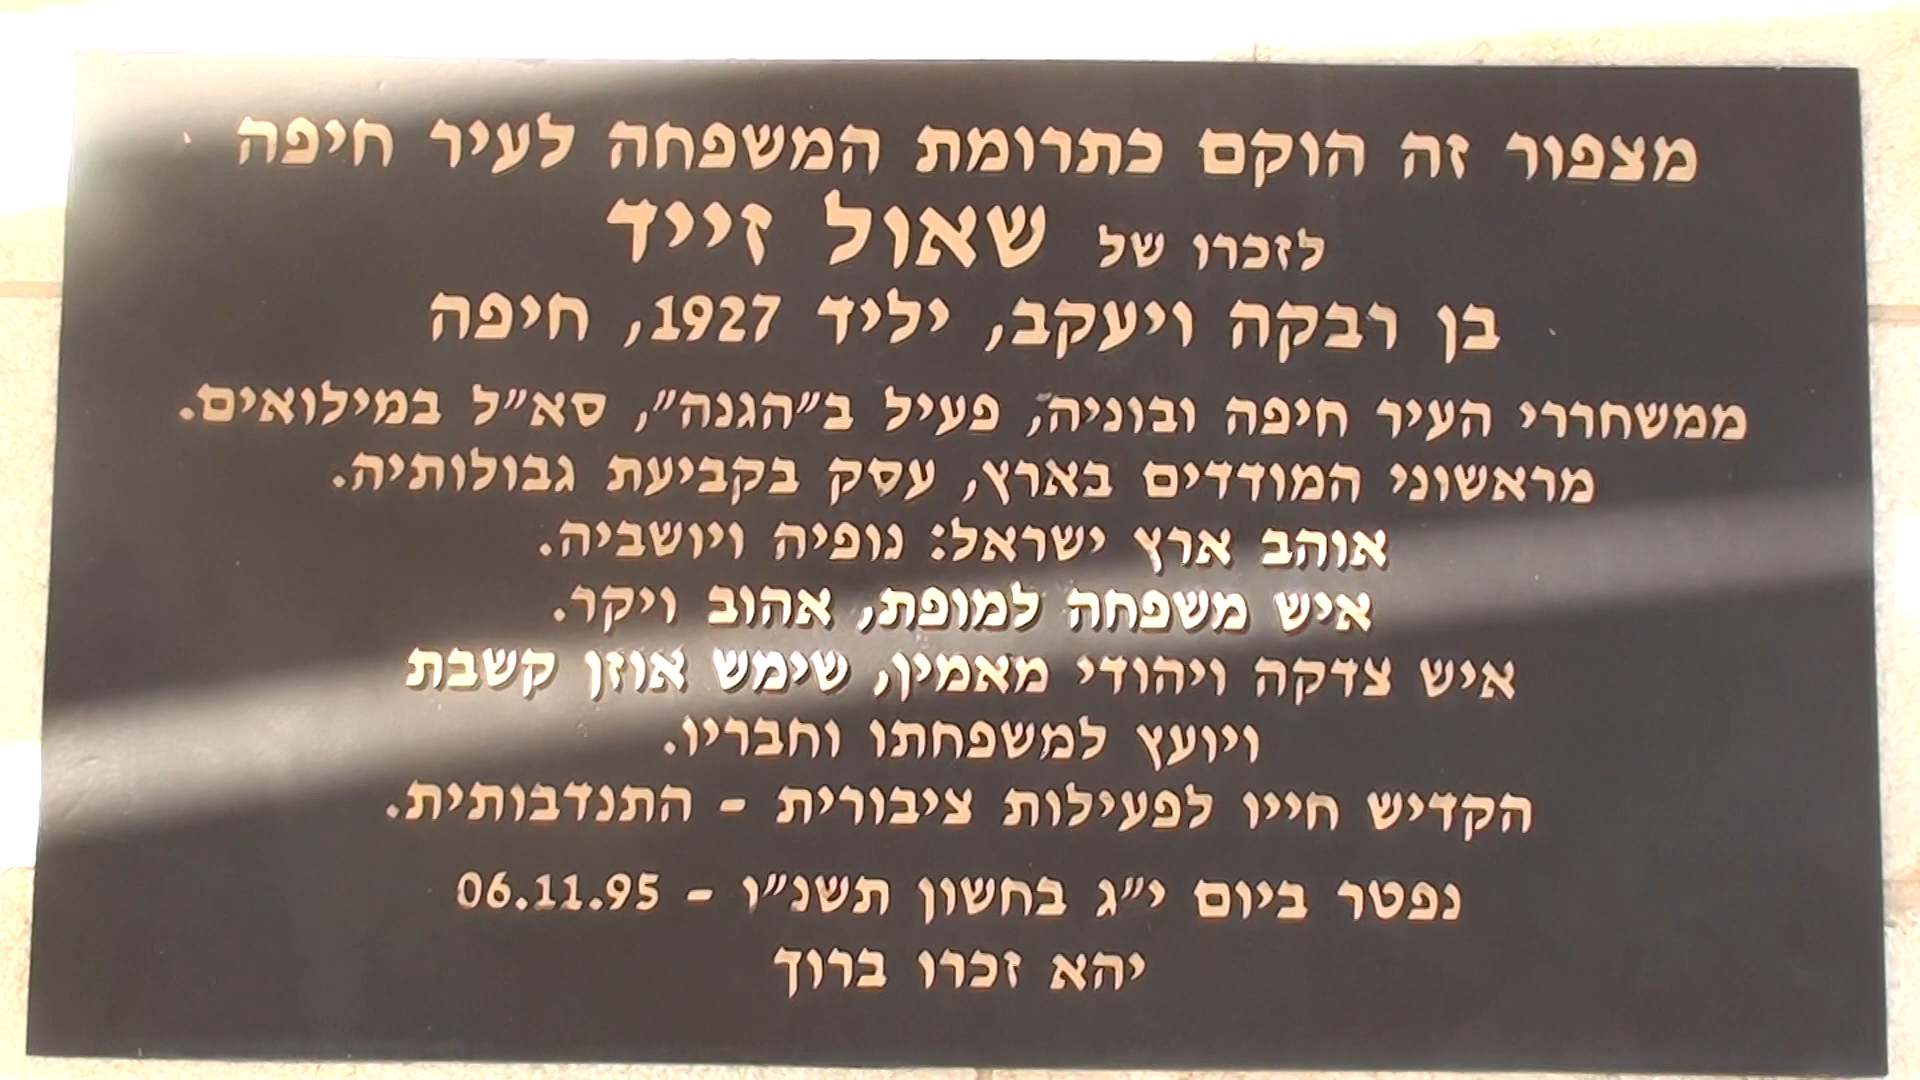 מצפור זה הוקם כתרומת המשפחה לעיר חיפה
לזכרו של שאול זייד
בן רבקה ויעקב, יליד 1927, חיפה
ממשחררי העיר חיפה ובוניה, פעיל ב״הגנה״, סא״ל במילואים.
מראשוני המודדים בארץ, עסק בקביעת גבולותיה.
אוהב ארץ ישראל: נופיה ויושביה.
איש משפחה למופת, אהוב ויקר.
איש צדקה ויהודי מאמין, שימש אוזן קשבת
ויועץ למשפחתו וחבריו.
הקדיש חייו לפעילות ציבורית - התנדבותית.
נפטר ביום י״ג בחשון תשנ״ו - 06.11.95
יהא זכרו ברוך